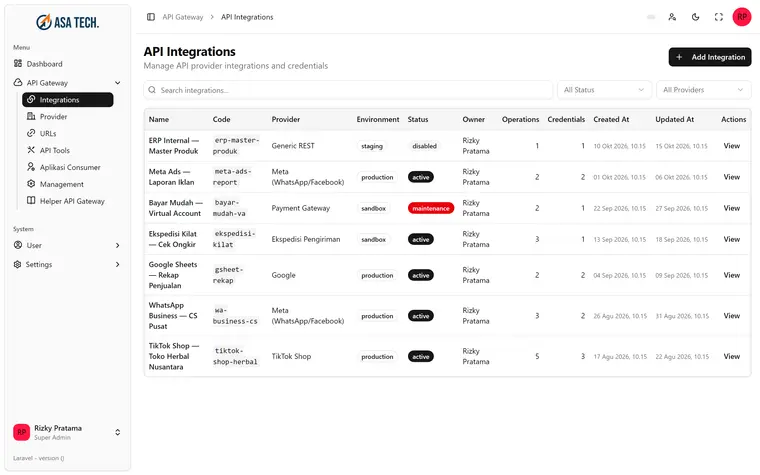 ASA TECH.
API Gateway > API Integrations
RP
Menu
Dashboard
API Gateway
Integrations
Provider
URLs
API Tools
Aplikasi Consumer
Management
Helper API Gateway
System
User
Settings
RP
Rizky Pratama
Super Admin
Laravel - version ()
API Integrations
Manage API provider integrations and credentials
+ Add Integration
Search integrations...
All Status
All Providers
Name Code Provider Environment Status Owner Operations Credentials Created At Updated At Actions
ERP Internal — erp-master- Generic REST staging disabled Rizky 1 1 10 Okt 2026, 10.15 15 Okt 2026, 10.15 View
Master Produk produk Pratama
Meta Ads — meta-ads- Meta production active Rizky 2 2 01 Okt 2026, 10.15 06 Okt 2026, 10.15 View
Laporan Iklan report (WhatsApp/Facebook) Pratama
Bayar Mudah — bayar- Payment Gateway sandbox maintenance Rizky 2 1 22 Sep 2026, 10.15 27 Sep 2026, 10.15 View
Virtual Account mudah-va Pratama
Ekspedisi Kilat ekspedisi- Ekspedisi Pengiriman sandbox active Rizky 3 1 13 Sep 2026, 10.15 18 Sep 2026, 10.15 View
— Cek Ongkir kilat Pratama
Google Sheets gsheet- Google production active Rizky 2 2 04 Sep 2026, 10.15 09 Sep 2026, 10.15 View
— Rekap rekap Pratama
Penjualan
WhatsApp wa- Meta production active Rizky 3 2 26 Agu 2026, 10.15 31 Agu 2026, 10.15 View
Business — CS business-cs (WhatsApp/Facebook) Pratama
Pusat
TikTok Shop — tiktok- TikTok Shop production active Rizky 5 3 17 Agu 2026, 10.15 22 Agu 2026, 10.15 View
Toko Herbal shop-herbal Pratama
Nusantara